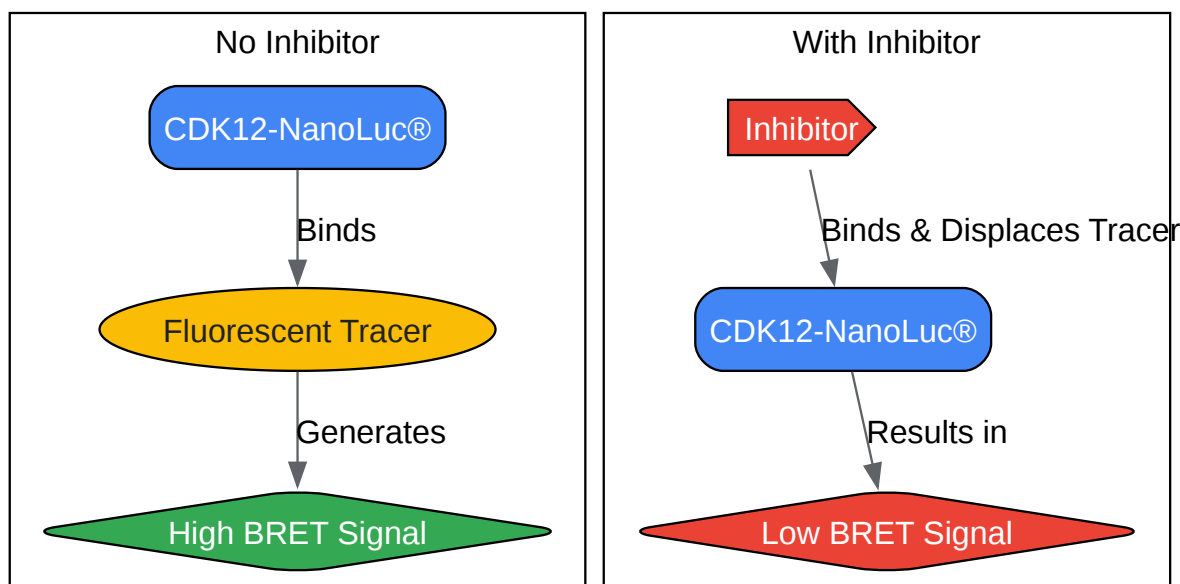 No Inhibitor
CDK12-NanoLuc®
Binds
Fluorescent Tracer
Generates
High BRET Signal
With Inhibitor
Inhibitor
Binds & Displaces Tracer
CDK12-NanoLuc®
Results in
Low BRET Signal